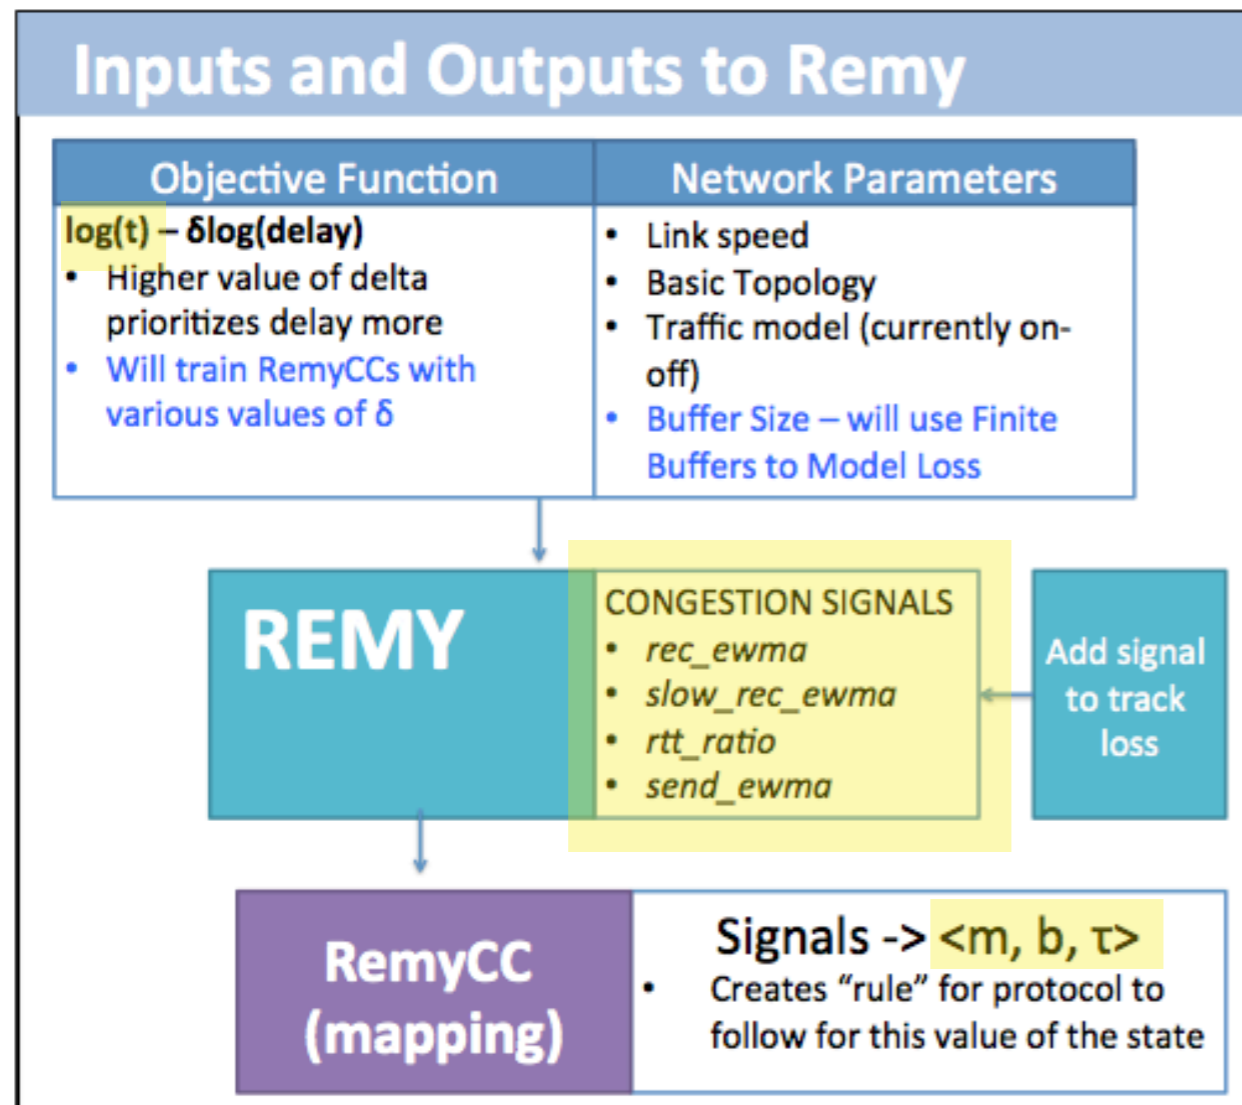 Inputs and Outputs to Remy
Objective Function
log(t) – δlog(delay)
• Higher value of delta
prioritizes delay more
• Will train RemyCCs with
various values of δ
Network Parameters
• Link speed
• Basic Topology
• Traffic model (currently on-
off)
• Buffer Size – will use Finite
Buffers to Model Loss
REMY
CONGESTION SIGNALS
• rec_ewma
• slow_rec_ewma
• rtt_ratio
• send_ewma
Add signal
to track
loss
RemyCC
(mapping)
Signals -> <m, b, τ>
• Creates “rule” for protocol to
follow for this value of the state